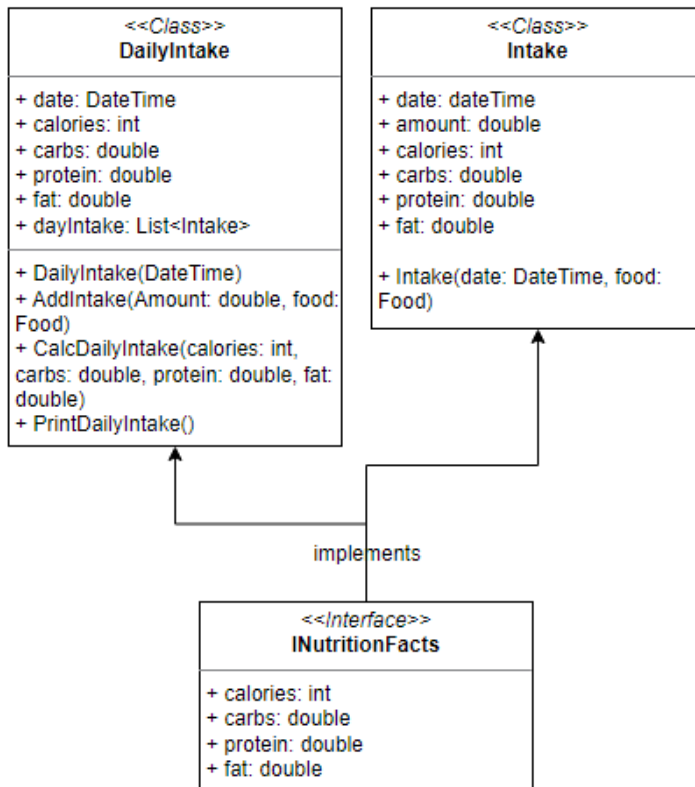 <<Class>>
DailyIntake
+ date: DateTime
+ calories: int
+ carbs: double
+ protein: double
+ fat: double
+ dayIntake: List<Intake>
+ DailyIntake(DateTime)
+ AddIntake(Amount: double, food:
Food)
+ CalcDailyIntake(calories: int,
carbs: double, protein: double, fat:
double)
+ PrintDailyIntake()
<<Class>>
Intake
+ date: dateTime
+ amount: double
+ calories: int
+ carbs: double
+ protein: double
+ fat: double
+ Intake(date: DateTime, food:
Food)
implements
<<Interface>>
INutritionFacts
+ calories: int
+ carbs: double
+ protein: double
+ fat: double